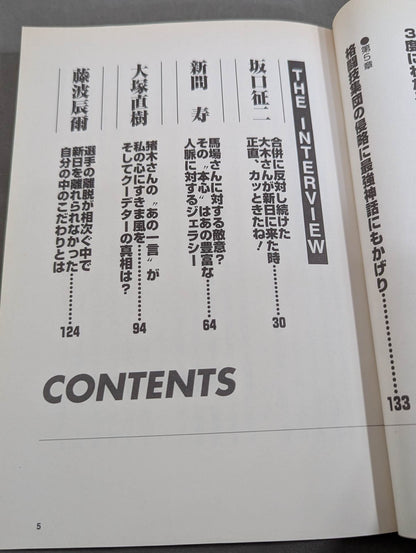 3度にわた
●第5章
格闘技集団の侵略に最強神話にもかげり
133
THE INTERVIEW
坂口征二
合併に反対し続けた
大木さんが新日に来た時
正直、カッときたね!
30
新間 寿
馬場さんに対する敵意?
その“本心”はあの豊富な
人脈に対するジェラシー
64
大塚直樹
猪木さんの“あの一言”が
私の心にすきま風を…
そしてクーデターの真相は?
94
藤波辰爾
選手の離脱が相次ぐ中で
新日を離れられなかった
自分の中のこだわりとは
124
CONTENTS
5